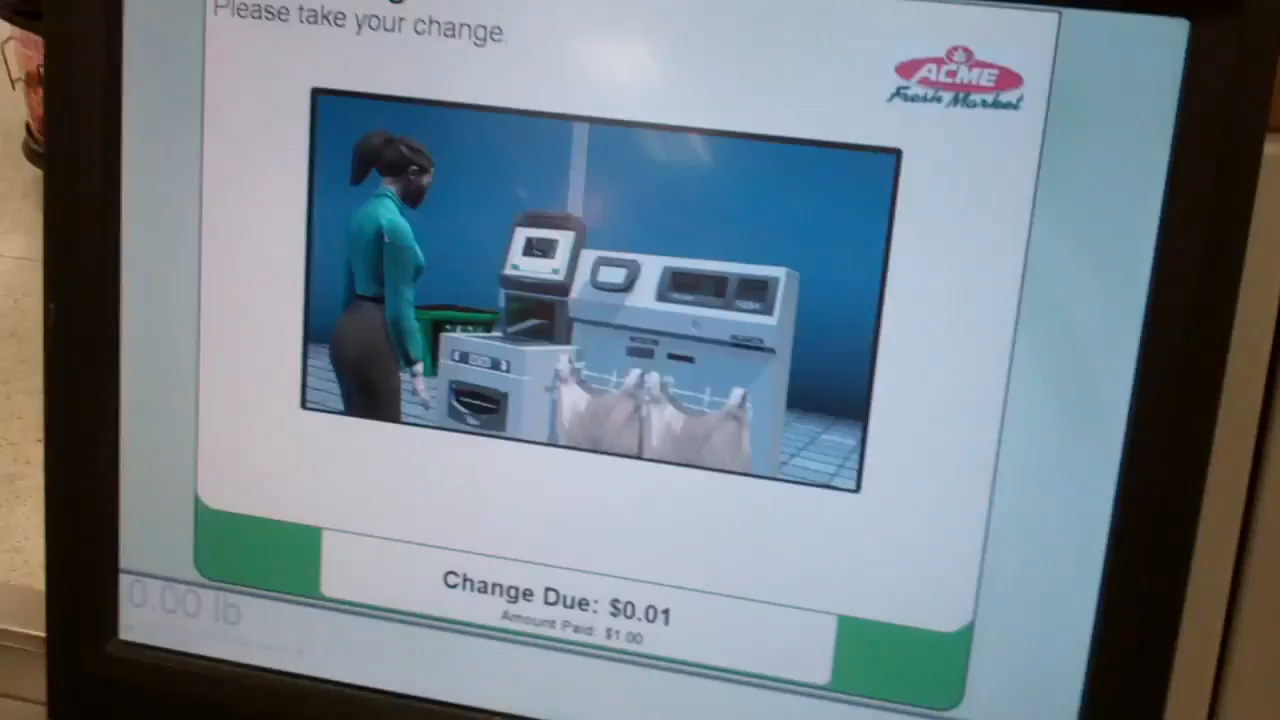 Please take your change.
ACME
Fresh Market
Change Due: $0.01
Amount Paid: $1.00
0.00 lb